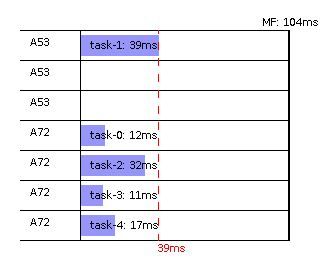 MF: 104ms
A53 task-1: 39ms
A53
A53
A72 task-0: 12ms
A72 task-2: 32ms
A72 task-3: 11ms
A72 task-4: 17ms
39ms